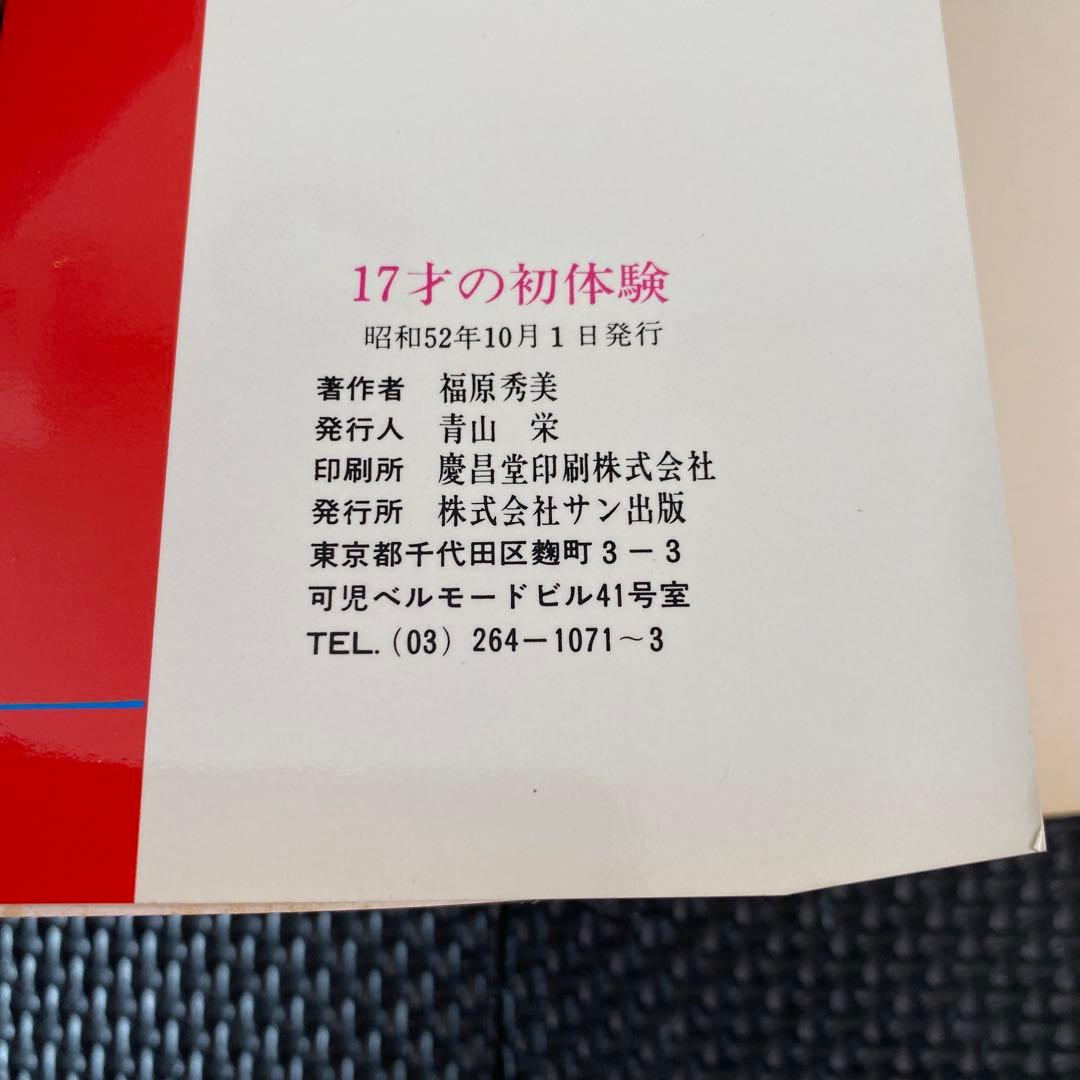 17才の初体験
昭和52年10月1日発行
著作者 福原秀美
発行人 青山 栄
印刷所 慶昌堂印刷株式会社
発行所 株式会社サン出版
東京都千代田区麴町3-3
可児ベルモードビル41号室
TEL.(03) 264-1071~3